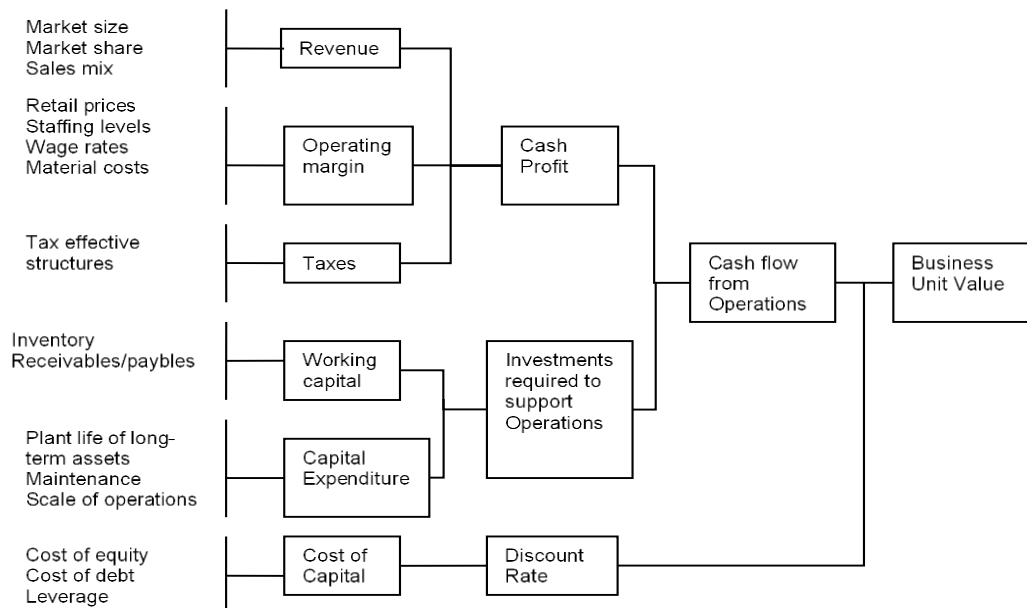 Market size
Market share
Sales mix
Revenue
Retail prices
Staffing levels
Wage rates
Material costs
Operating
margin
Cash
Profit
Tax effective
structures
Taxes
Cash flow
from
Operations
Business
Unit Value
Inventory
Receivables/paybles
Working
capital
Investments
required to
support
Operations
Plant life of long-
term assets
Maintenance
Scale of operations
Capital
Expenditure
Cost of equity
Cost of debt
Leverage
Cost of
Capital
Discount
Rate